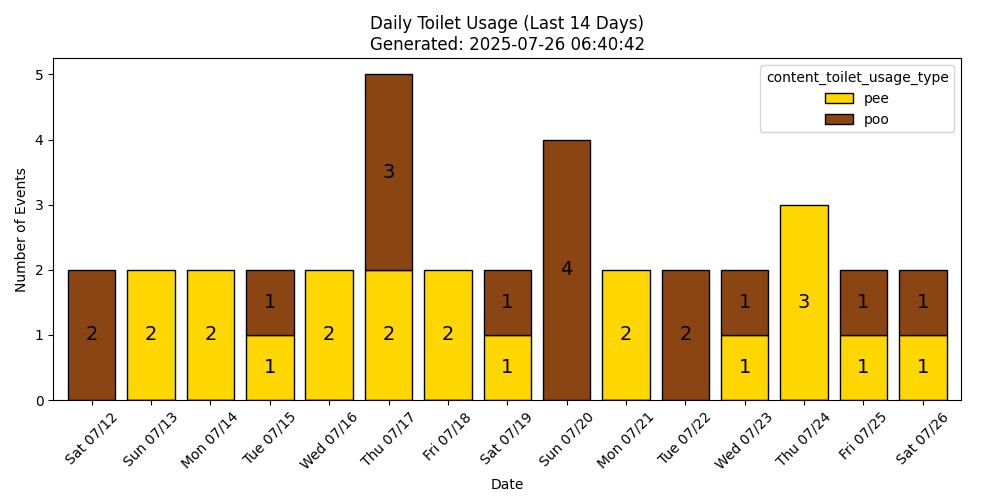 Daily Toilet Usage (Last 14 Days)
Generated: 2025-07-26 06:40:42
content_toilet_usage_type
pee
poo
Number of Events
5
4
3
2
1
0
3
1
1
4
1
1
1
2
2
2
1
2
2
2
1
2
2
1
3
1
1
Sat 07/12
Sun 07/13
Mon 07/14
Tue 07/15
Wed 07/16
Thu 07/17
Fri 07/18
Sat 07/19
Sun 07/20
Mon 07/21
Tue 07/22
Wed 07/23
Thu 07/24
Fri 07/25
Sat 07/26
Date